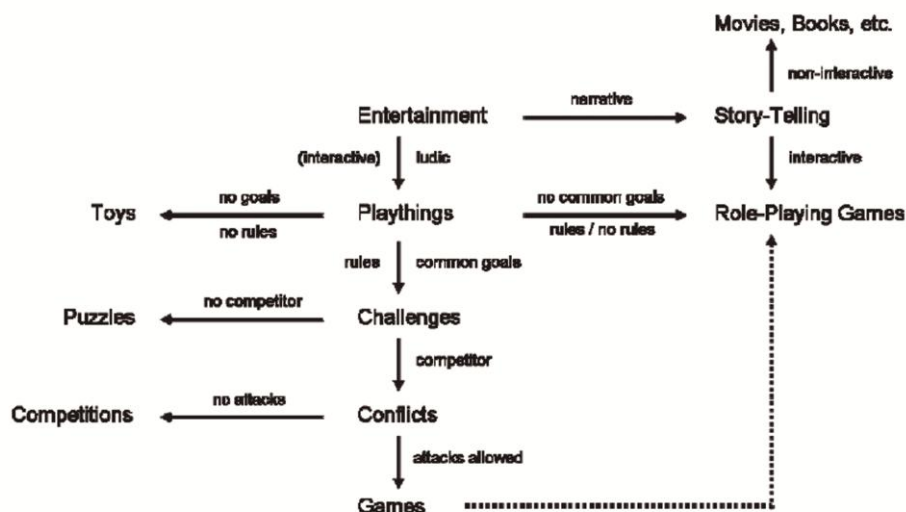 Movies, Books, etc.
non-interactive
Entertainment
narrative
Story-Telling
(interactive)
ludic
interactive
Toys
no goals
no rules
Playthings
no common goals
rules / no rules
Role-Playing Games
rules
common goals
Puzzles
no competitor
Challenges
competitor
Competitions
no attacks
Conflicts
attacks allowed
Games